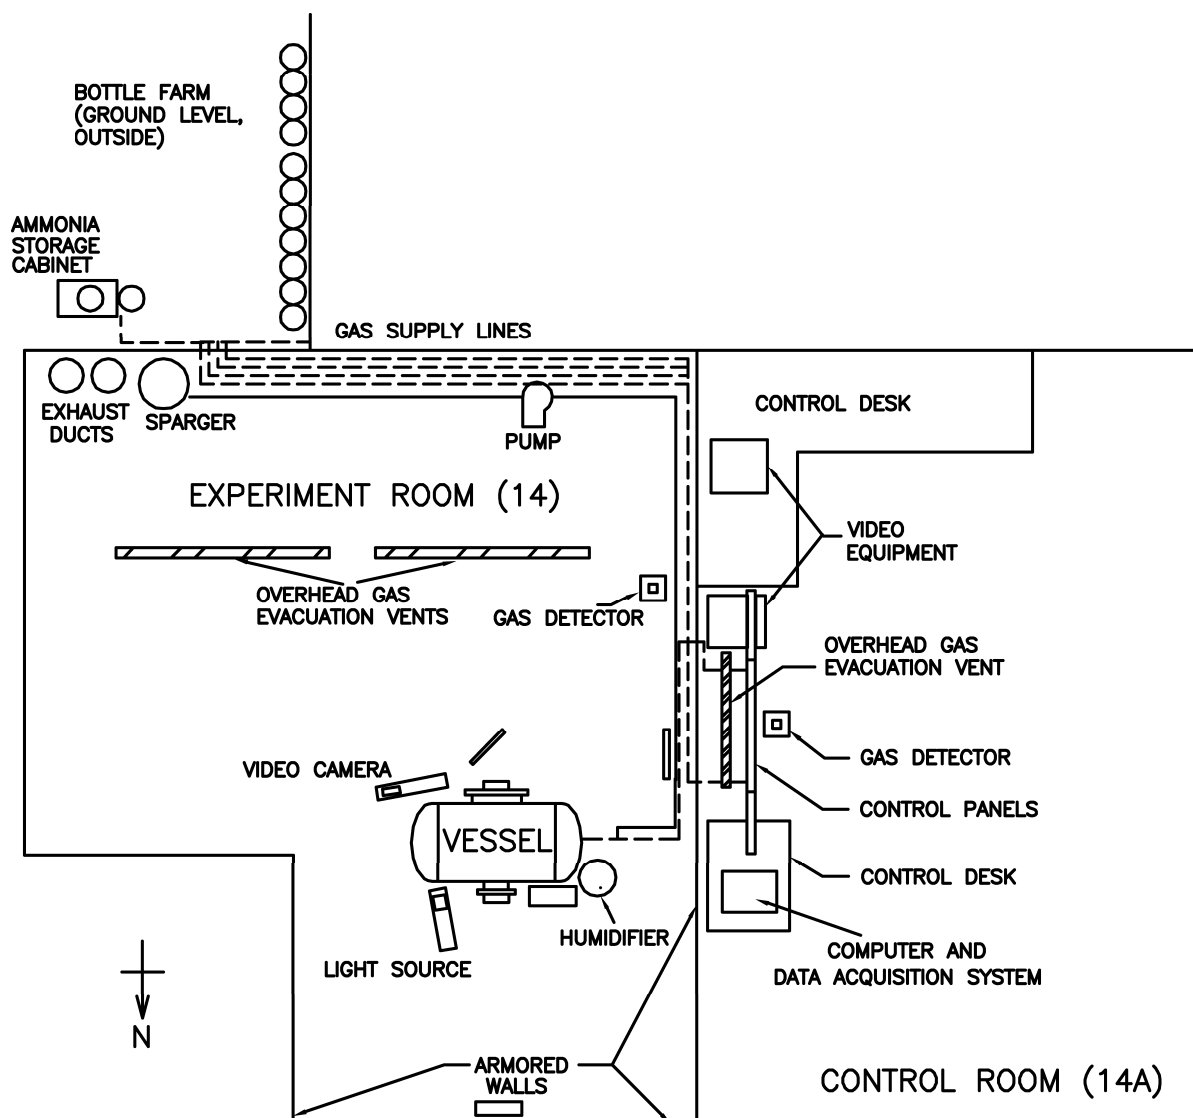 BOTTLE FARM
(GROUND LEVEL,
OUTSIDE)
AMMONIA
STORAGE
CABINET
GAS SUPPLY LINES
EXHAUST
DUCTS
SPARGER
PUMP
CONTROL DESK
EXPERIMENT ROOM (14)
VIDEO
EQUIPMENT
OVERHEAD GAS
EVACUATION VENTS
GAS DETECTOR
OVERHEAD GAS
EVACUATION VENT
GAS DETECTOR
VIDEO CAMERA
CONTROL PANELS
VESSEL
CONTROL DESK
HUMIDIFIER
LIGHT SOURCE
COMPUTER AND
DATA ACQUISITION SYSTEM
N
ARMORED
WALLS
CONTROL ROOM (14A)